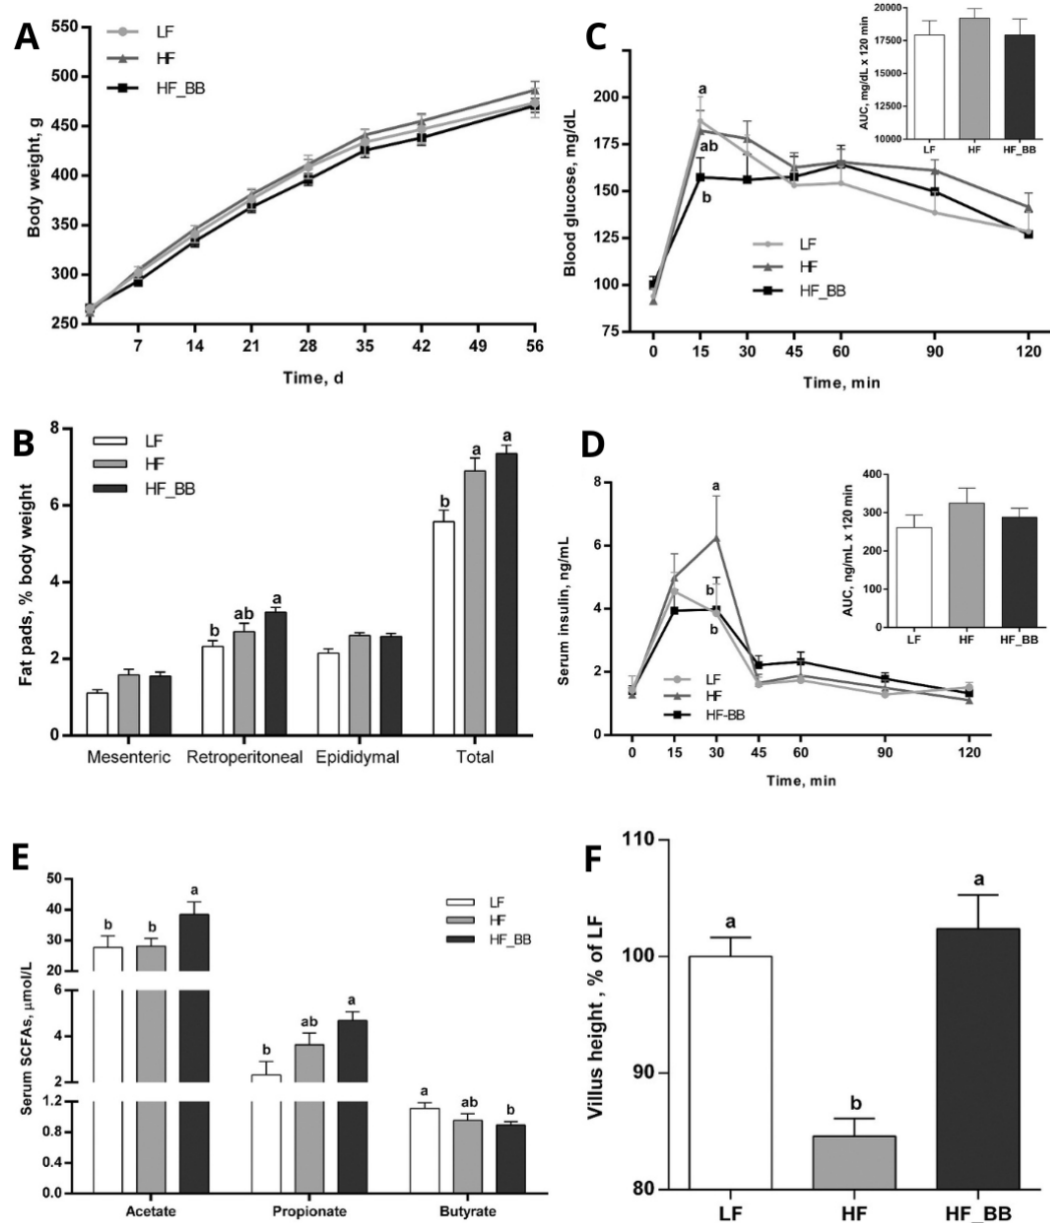 A
550
500
450
400
350
300
250
Body weight, g
LF
HF
HF_BB
7 14 21 28 35 42 49 56
Time, d
C
200
175
150
125
100
75
Blood glucose, mg/dL
a
ab
b
LF
HF
HF_BB
0 15 30 45 60 90 120
Time, min
20000
17500
15000
12500
10000
AUC, mg/dL x 120 min
LF HF HF_BB
B
8
6
4
2
0
Fat pads, % body weight
LF
HF
HF_BB
b ab a
b a a
Mesenteric Retroperitoneal Epididymal Total
D
8
6
4
2
0
Serum insulin, ng/mL
a
b
b
LF
HF
HF-BB
0 15 30 45 60 90 120
Time, min
400
300
200
100
0
AUC, ng/mL x 120 min
LF HF HF_BB
E
50
40
30
20
6
4
2
1.2
0.8
0.4
0.0
Serum SCFAs, µmol/L
LF
HF
HF_BB
b b a
b ab a
a ab b
Acetate Propionate Butyrate
F
110
100
90
80
Villus height , % of LF
a
b
a
LF HF HF_BB